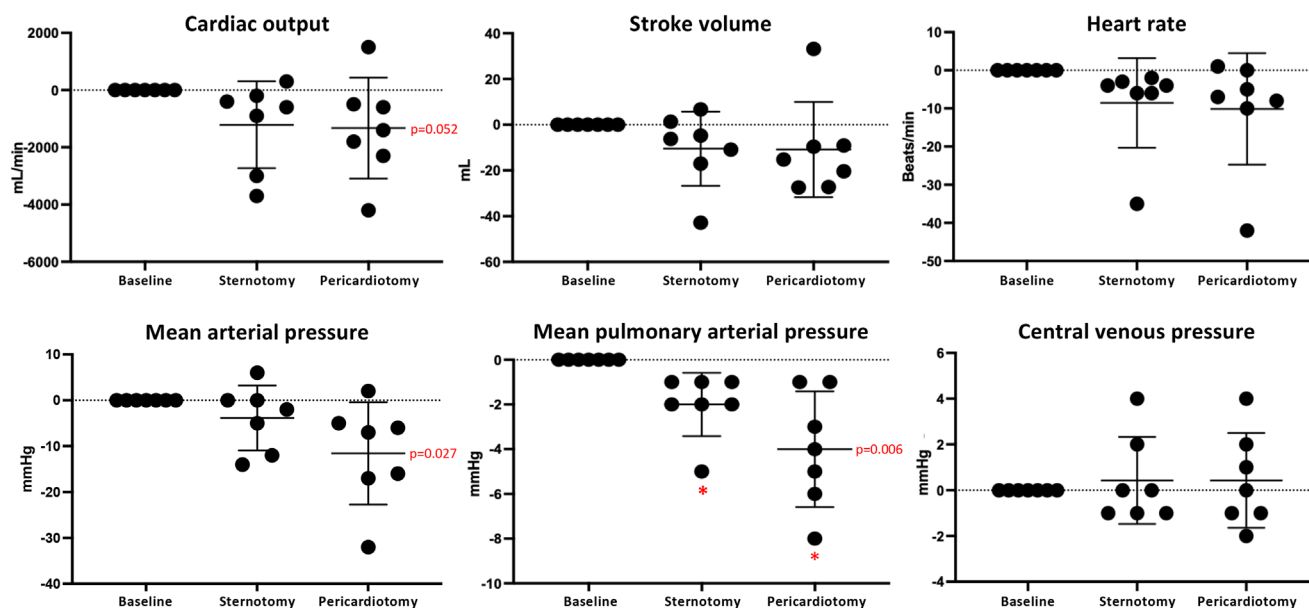 Cardiac output
2000
0
-2000
-4000
-6000
mL/min
p=0.052
Baseline
Sternotomy
Pericardiotomy
Stroke volume
40
20
0
-20
-40
-60
mL
Baseline
Sternotomy
Pericardiotomy
Heart rate
10
0
-10
-20
-30
-40
-50
Beats/min
Baseline
Sternotomy
Pericardiotomy
Mean arterial pressure
10
0
-10
-20
-30
-40
mmHg
p=0.027
Baseline
Sternotomy
Pericardiotomy
Mean pulmonary arterial pressure
0
-2
-4
-6
-8
-10
mmHg
*
p=0.006
*
Baseline
Sternotomy
Pericardiotomy
Central venous pressure
6
4
2
0
-2
-4
mmHg
Baseline
Sternotomy
Pericardiotomy